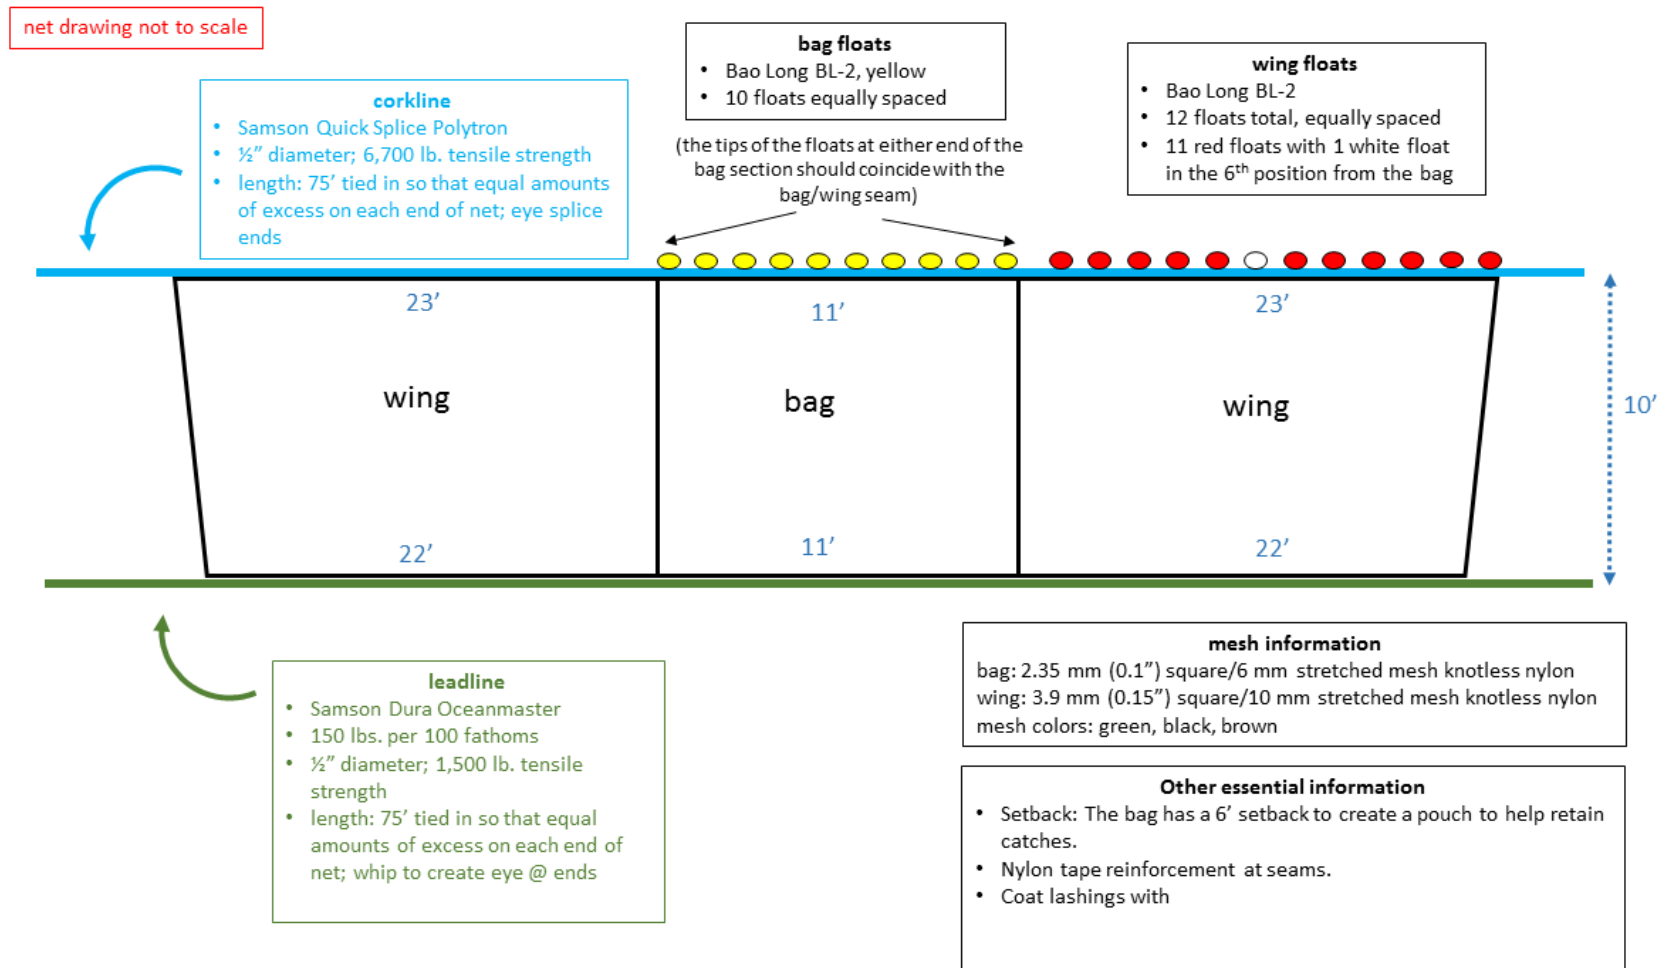 net drawing not to scale
corkline
• Samson Quick Splice Polytron
• ½” diameter; 6,700 lb. tensile strength
• length: 75’ tied in so that equal amounts
of excess on each end of net; eye splice
ends
bag floats
• Bao Long BL-2, yellow
• 10 floats equally spaced
(the tips of the floats at either end of the
bag section should coincide with the
bag/wing seam)
wing floats
• Bao Long BL-2
• 12 floats total, equally spaced
• 11 red floats with 1 white float
in the 6th position from the bag
23’
11’
23’
wing
bag
wing
10’
22’
11’
22’
leadline
• Samson Dura Oceanmaster
• 150 lbs. per 100 fathoms
• ½” diameter; 1,500 lb. tensile
strength
• length: 75’ tied in so that equal
amounts of excess on each end of
net; whip to create eye @ ends
mesh information
bag: 2.35 mm (0.1”) square/6 mm stretched mesh knotless nylon
wing: 3.9 mm (0.15”) square/10 mm stretched mesh knotless nylon
mesh colors: green, black, brown
Other essential information
• Setback: The bag has a 6’ setback to create a pouch to help retain
catches.
• Nylon tape reinforcement at seams.
• Coat lashings with